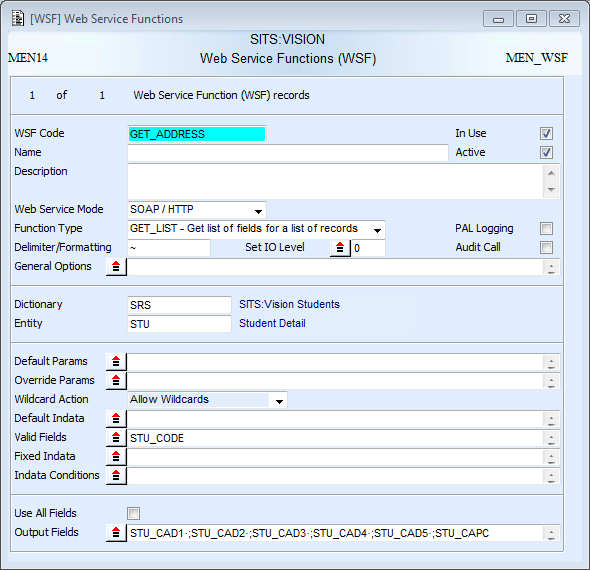 [WSF] Web Service Functions
SITS:VISION
MEN14 Web Service Functions (WSF) MEN_WSF
1 of 1 Web Service Function (WSF) records
WSF Code GET_ADDRESS In Use
Name Active
Description
Web Service Mode SOAP / HTTP
Function Type GET_LIST - Get list of fields for a list of records PAL Logging
Delimiter/Formatting ~ Set IO Level 0 Audit Call
General Options
Dictionary SRS SITS:Vision Students
Entity STU Student Detail
Default Params
Override Params
Wildcard Action Allow Wildcards
Default Indata
Valid Fields STU_CODE
Fixed Indata
Indata Conditions
Use All Fields
Output Fields STU_CAD1·;STU_CAD2·;STU_CAD3·;STU_CAD4·;STU_CAD5·;STU_CAPC